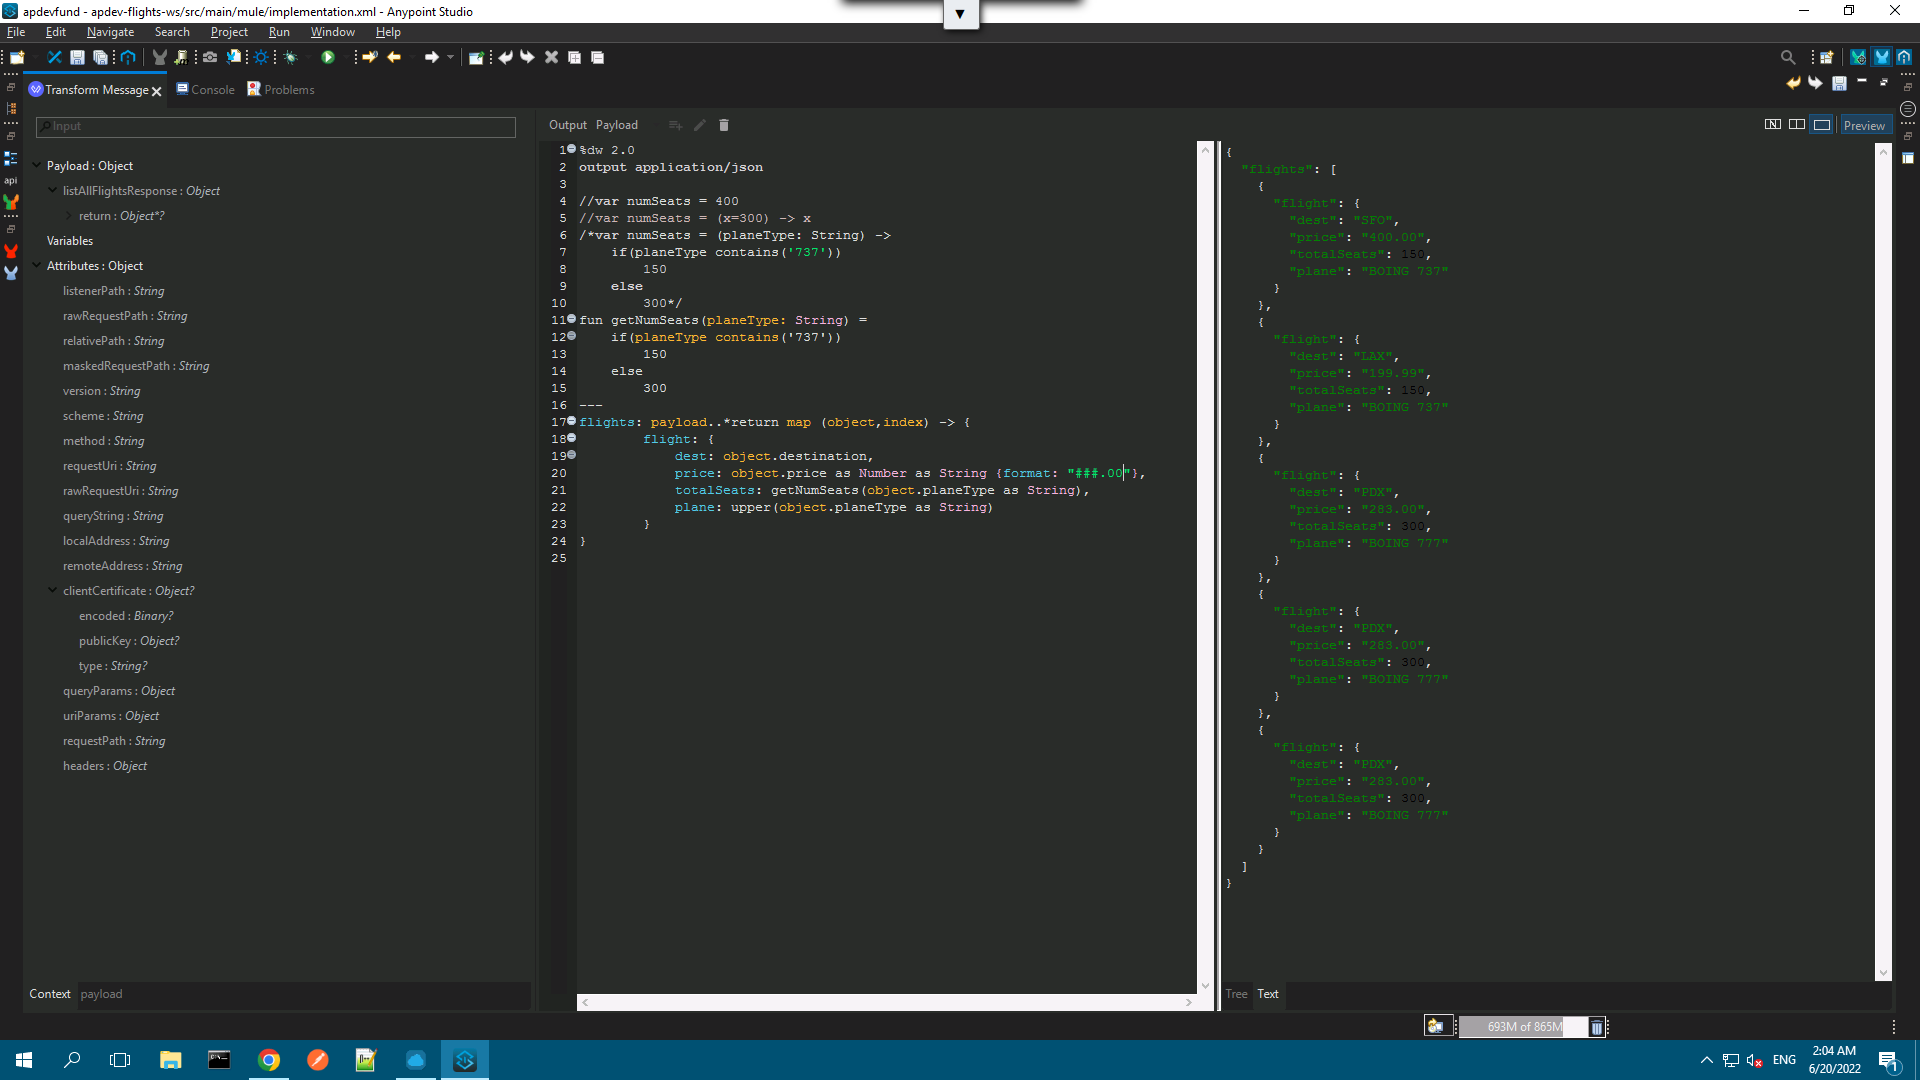 apdevfund - apdev-flights-ws/src/main/mule/implementation.xml - Anypoint Studio
File Edit Navigate Search Project Run Window Help
Transform Message Console Problems
Input
Payload : Object
listAllFlightsResponse : Object
return : Object*?
Variables
Attributes : Object
listenerPath : String
rawRequestPath : String
relativePath : String
maskedRequestPath : String
version : String
scheme : String
method : String
requestUri : String
rawRequestUri : String
queryString : String
localAddress : String
remoteAddress : String
clientCertificate : Object?
encoded : Binary?
publicKey : Object?
type : String?
queryParams : Object
uriParams : Object
requestPath : String
headers : Object
Context payload
Output Payload
Preview
1 %dw 2.0
2 output application/json
3
4 //var numSeats = 400
5 //var numSeats = (x=300) -> x
6 /*var numSeats = (planeType: String) ->
7 if(planeType contains('737'))
8 150
9 else
10 300*/
11 fun getNumSeats(planeType: String) =
12 if(planeType contains('737'))
13 150
14 else
15 300
16 ---
17 flights: payload..*return map (object,index) -> {
18 flight: {
19 dest: object.destination,
20 price: object.price as Number as String {format: "###.00"},
21 totalSeats: getNumSeats(object.planeType as String),
22 plane: upper(object.planeType as String)
23 }
24 }
25
{
"flights": [
{
"flight": {
"dest": "SFO",
"price": "400.00",
"totalSeats": 150,
"plane": "BOING 737"
}
},
{
"flight": {
"dest": "LAX",
"price": "199.99",
"totalSeats": 150,
"plane": "BOING 737"
}
},
{
"flight": {
"dest": "PDX",
"price": "283.00",
"totalSeats": 300,
"plane": "BOING 777"
}
},
{
"flight": {
"dest": "PDX",
"price": "283.00",
"totalSeats": 300,
"plane": "BOING 777"
}
},
{
"flight": {
"dest": "PDX",
"price": "283.00",
"totalSeats": 300,
"plane": "BOING 777"
}
}
]
}
Tree Text
693M of 865M
api
ENG
2:04 AM
6/20/2022
1